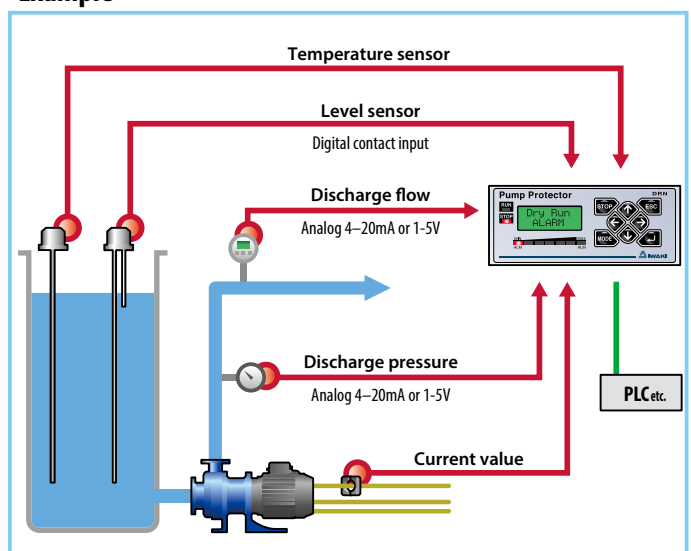 Example
Temperature sensor
Level sensor
Digital contact input
Discharge flow
Analog 4–20mA or 1-5V
Pump Protector
DRN
RUN
STOP
Dry Run
ALARM
STOP
ESC
MODE
IWAKI
Discharge pressure
Analog 4–20mA or 1-5V
PLC etc.
Current value